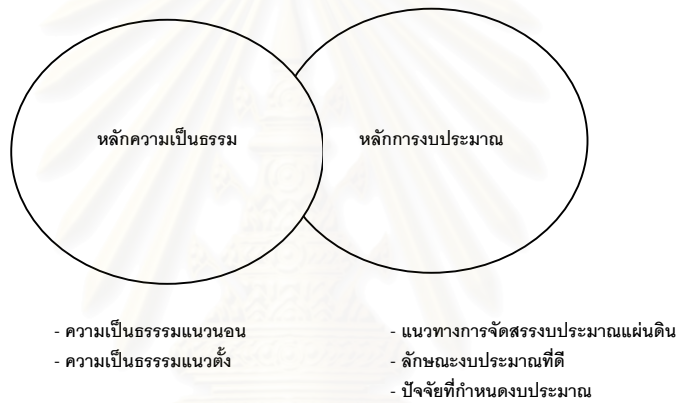 หลักความเป็นธรรม
หลักการงบประมาณ
- ความเป็นธรรรมแนวนอน
- ความเป็นธรรรมแนวตั้ง
- แนวทางการจัดสรรงบประมาณแผ่นดิน
- ลักษณะงบประมาณที่ดี
- ปัจจัยที่กำหนดงบประมาณ